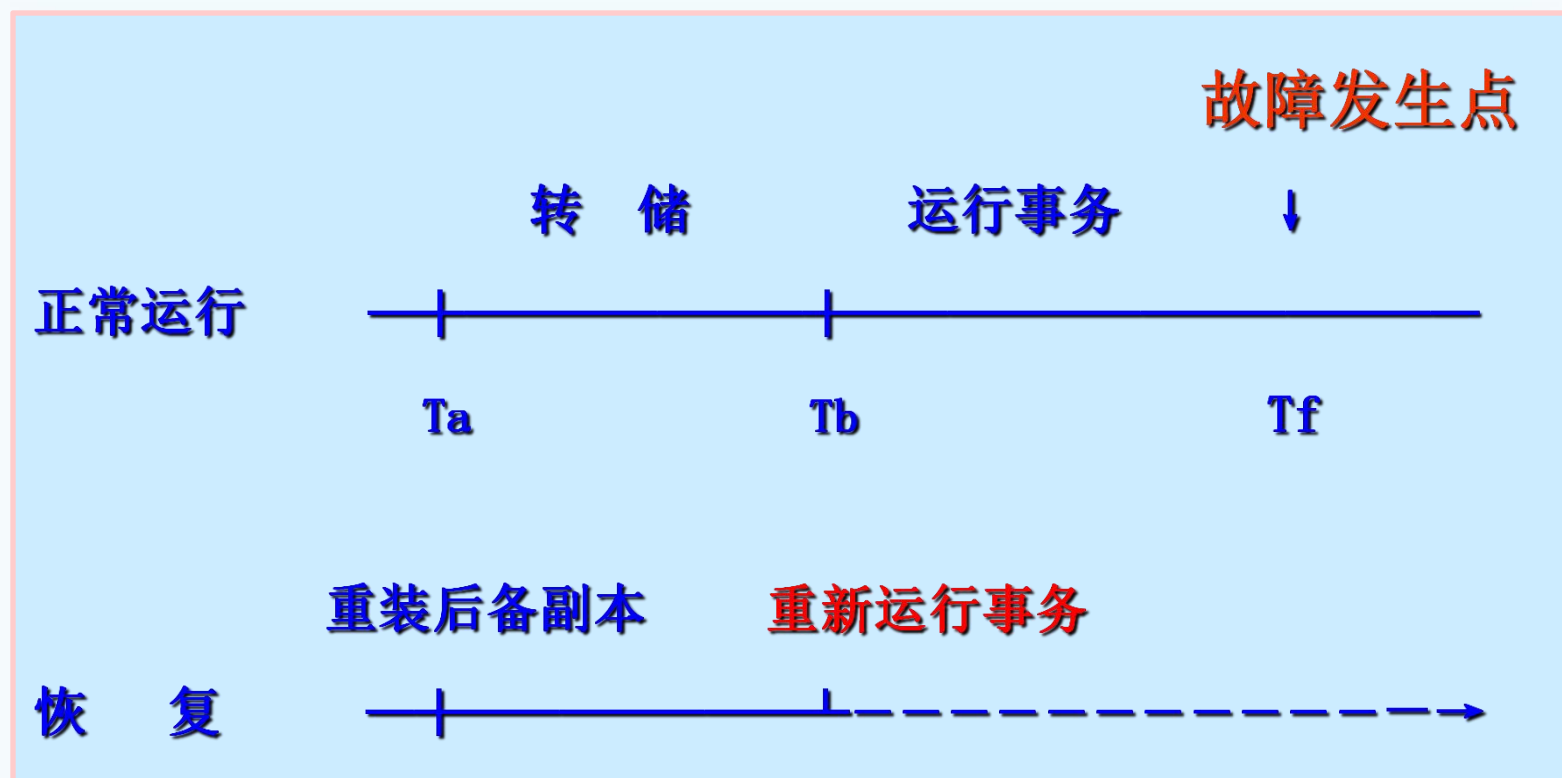 故障发生点
转 储 运行事务 ↓
正常运行
Ta Tb Tf
重装后备副本 重新运行事务
恢 复